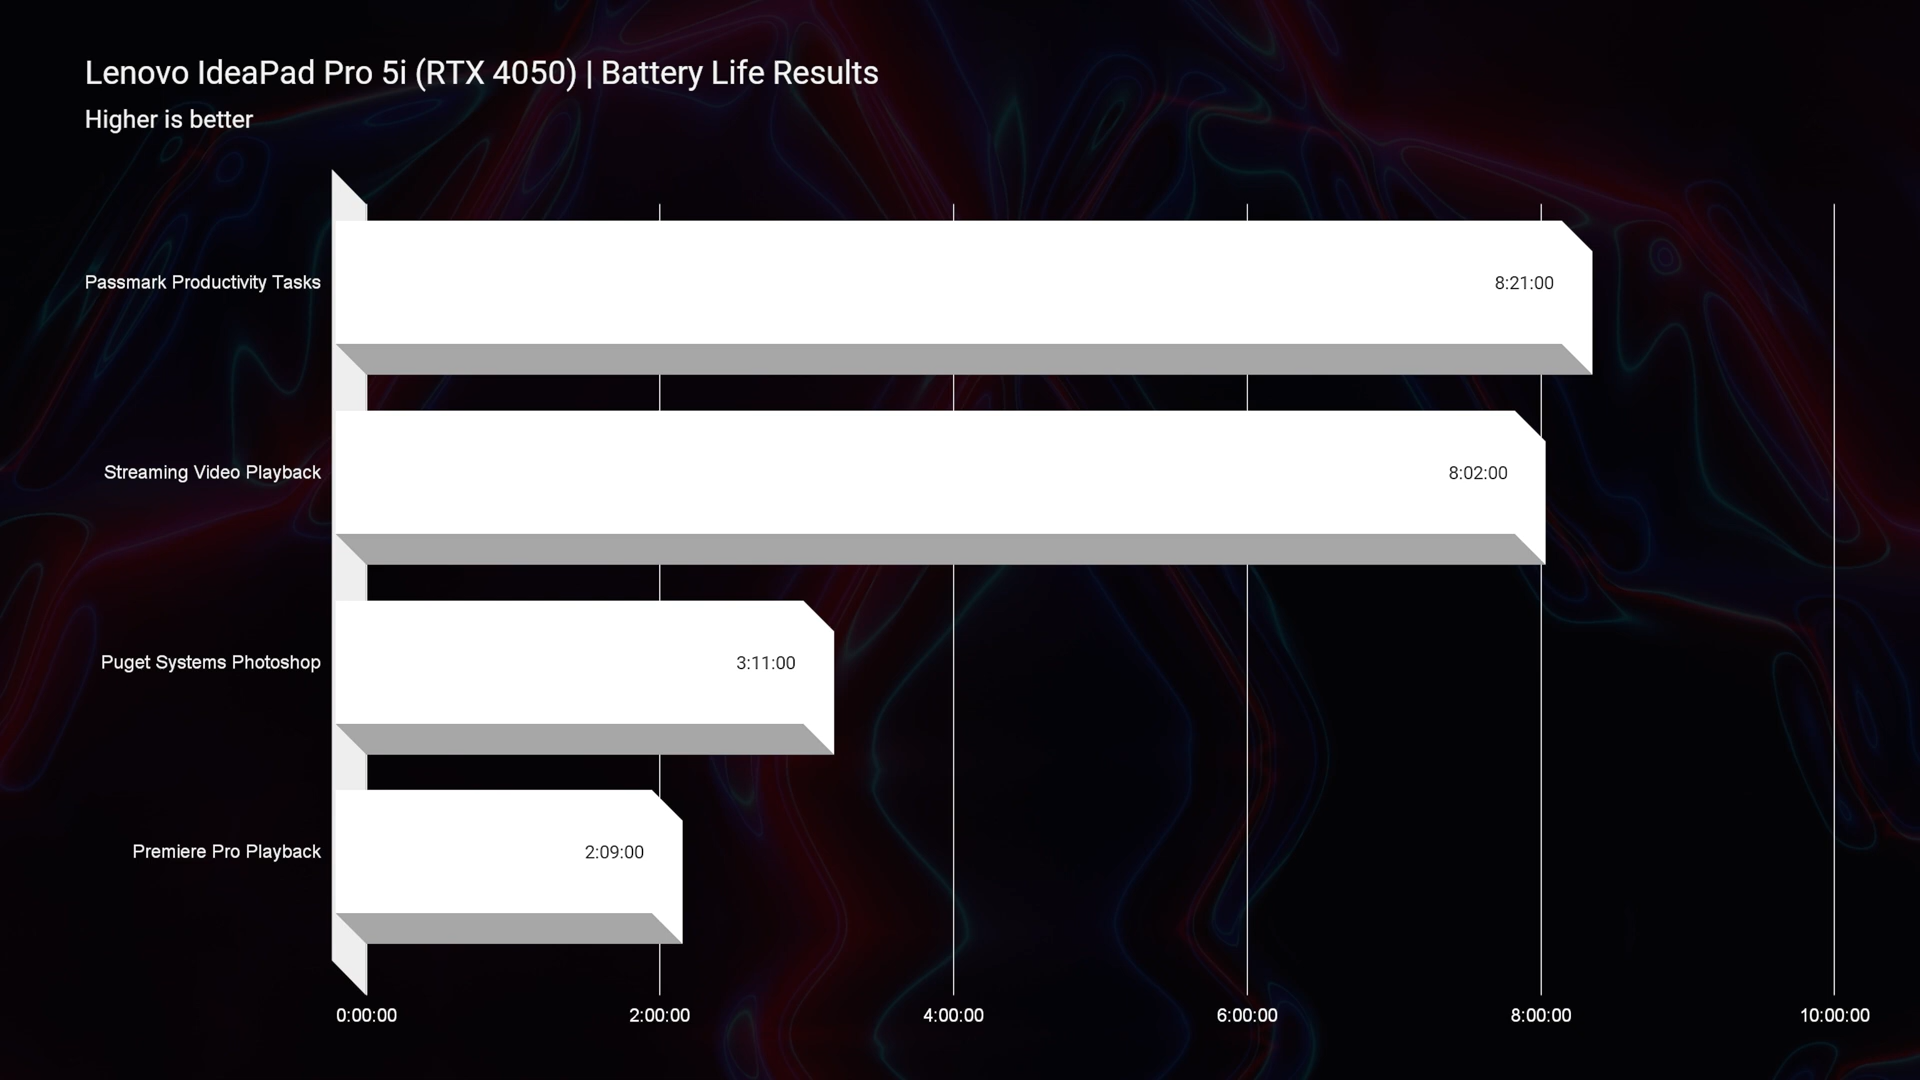 Lenovo IdeaPad Pro 5i (RTX 4050) | Battery Life Results
Higher is better
Passmark Productivity Tasks
8:21:00
Streaming Video Playback
8:02:00
Puget Systems Photoshop
3:11:00
Premiere Pro Playback
2:09:00
0:00:00
2:00:00
4:00:00
6:00:00
8:00:00
10:00:00